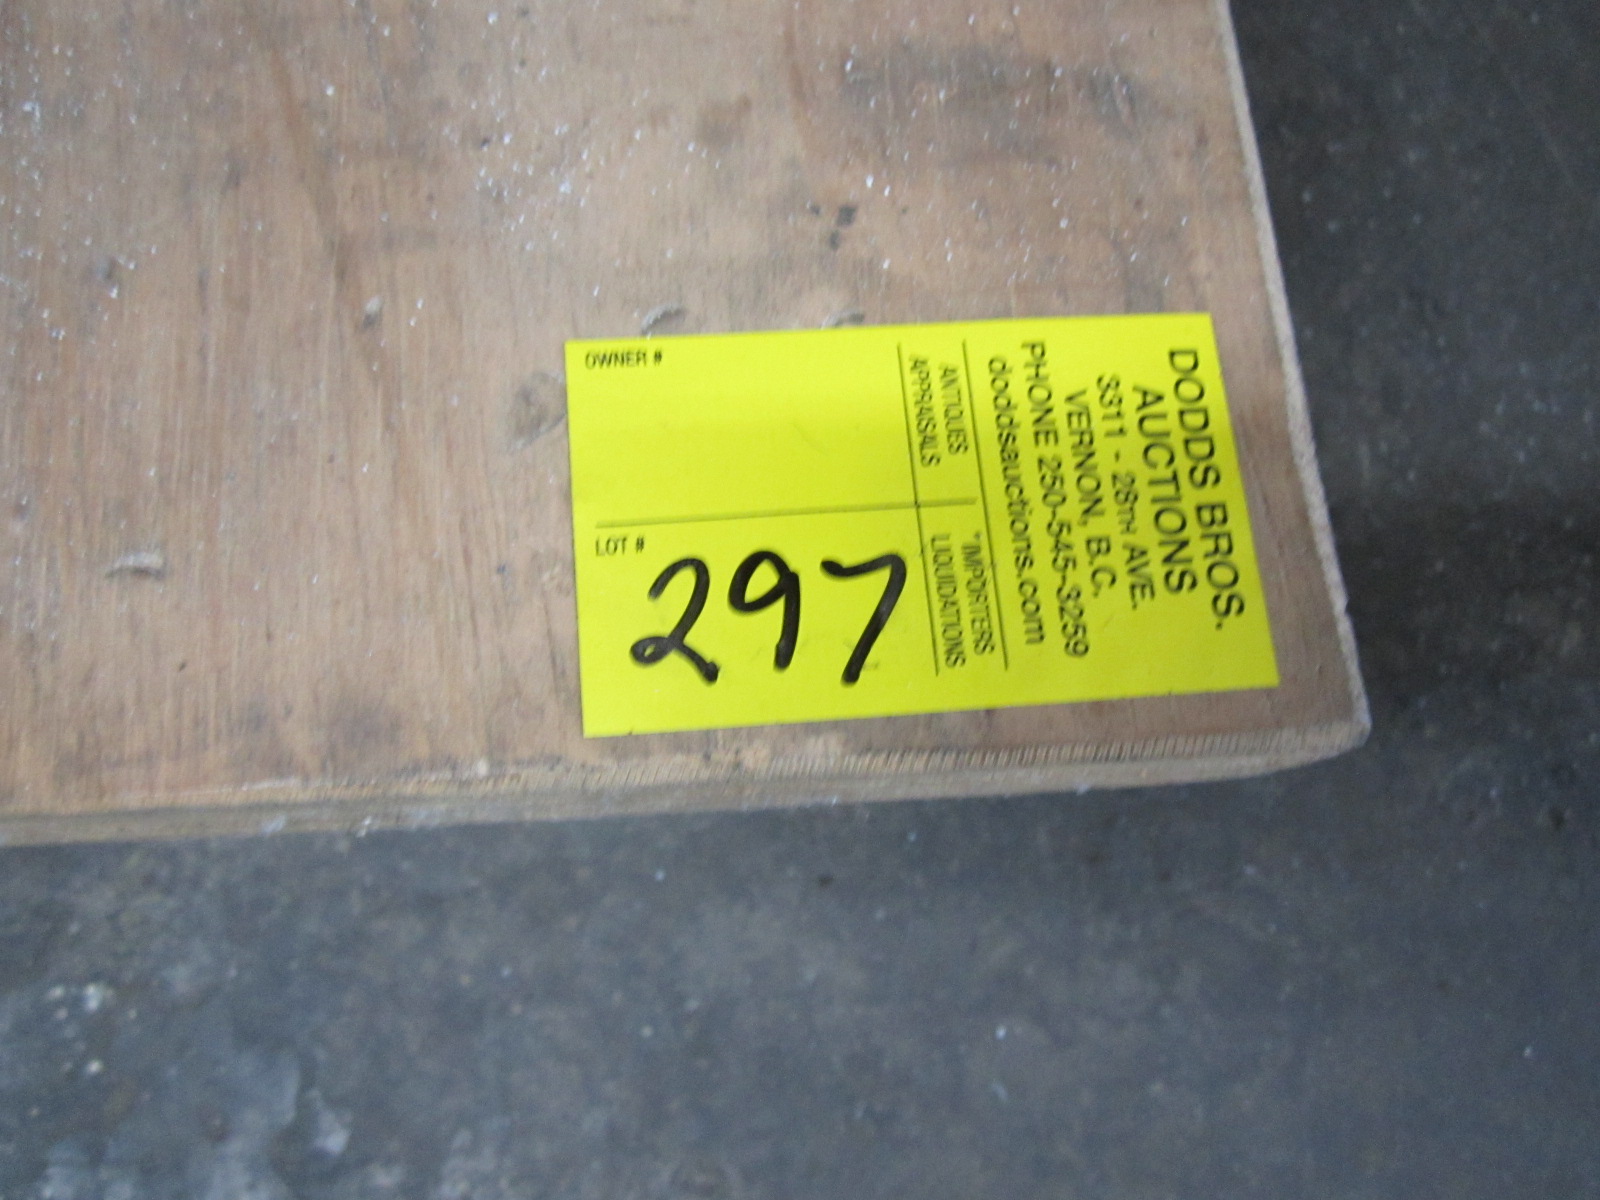 DODDS BROS.
AUCTIONS
3311 - 28TH AVE.
VERNON, B.C.
PHONE 250-545-3259
doddsauctions.com
ANTIQUES
*IMPORTERS
APPRAISALS
LIQUIDATIONS
OWNER #
LOT #
297